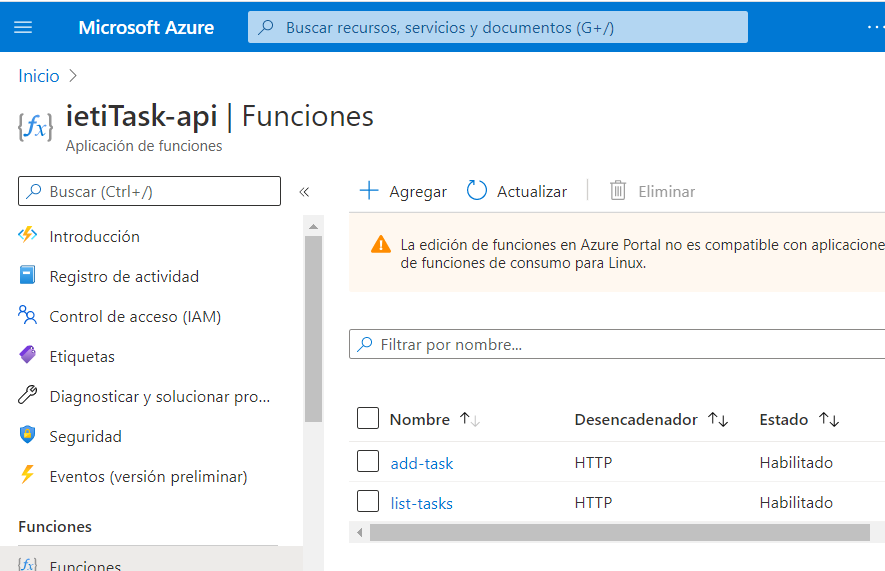 Microsoft Azure
Buscar recursos, servicios y documentos (G+/)
Inicio
ietiTask-api | Funciones
Aplicación de funciones
Buscar (Ctrl+/)
Introducción
Registro de actividad
Control de acceso (IAM)
Etiquetas
Diagnosticar y solucionar pro...
Seguridad
Eventos (versión preliminar)
Funciones
Funciones
Agregar
Actualizar
Eliminar
La edición de funciones en Azure Portal no es compatible con aplicacione
de funciones de consumo para Linux.
Filtrar por nombre...
Nombre Desencadenador Estado
add-task HTTP Habilitado
list-tasks HTTP Habilitado